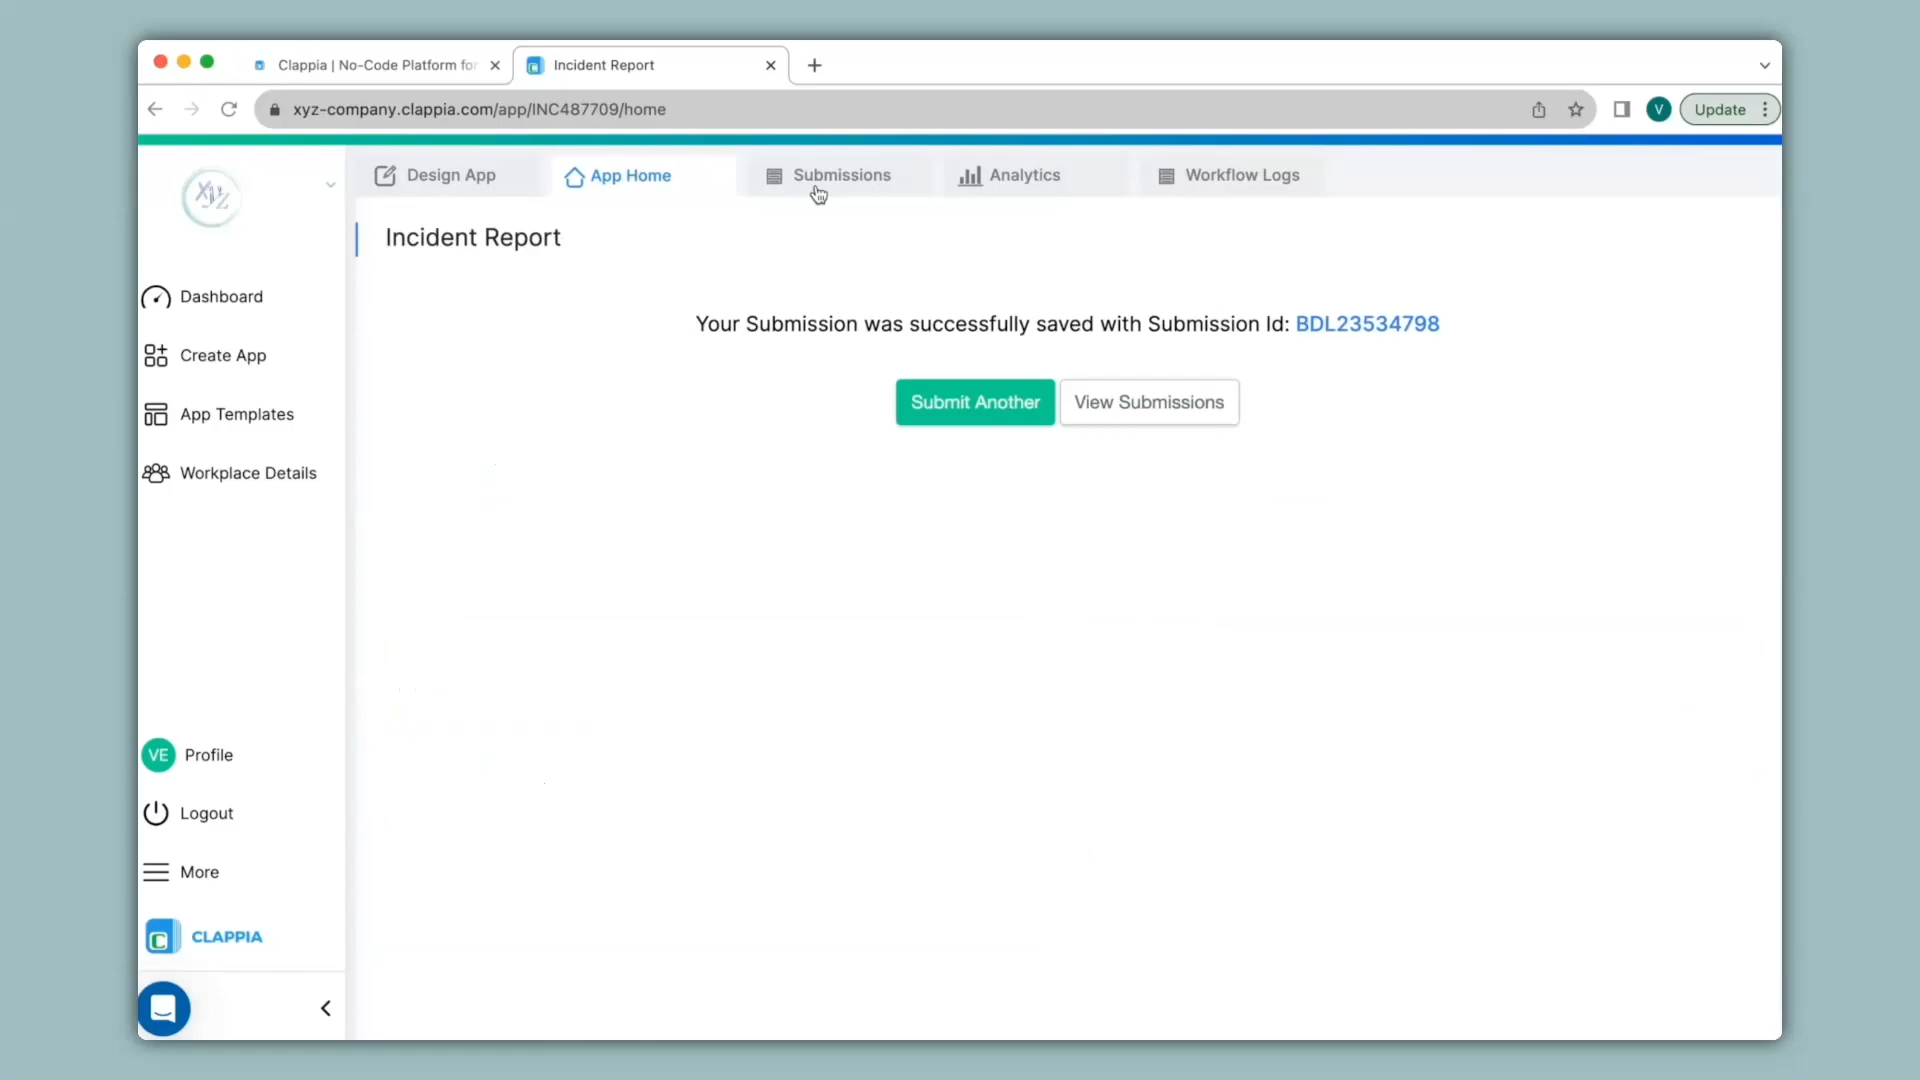 Clappia | No-Code Platform for
Incident Report
xyz-company.clappia.com/app/INC487709/home
V
Update
XYZ
Design App
App Home
Submissions
Analytics
Workflow Logs
Incident Report
Dashboard
Create App
App Templates
Workplace Details
Your Submission was successfully saved with Submission Id: BDL23534798
Submit Another
View Submissions
VE
Profile
Logout
More
C
CLAPPIA